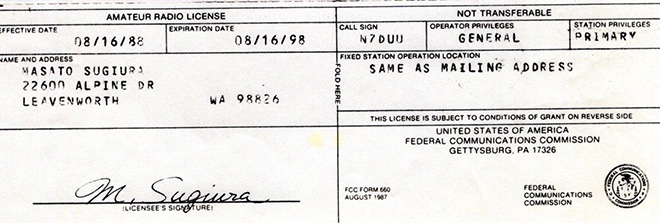 AMATEUR RADIO LICENSE
NOT TRANSFERABLE
EFFECTIVE DATE
08/16/88
EXPIRATION DATE
08/16/98
CALL SIGN
N7DUU
OPERATOR PRIVILEGES
GENERAL
STATION PRIVILEGES
PRIMARY
NAME AND ADDRESS
MASATO SUGIURA
22600 ALPINE DR
LEAVENWORTH WA 98826
FOLD HERE
FIXED STATION OPERATION LOCATION
SAME AS MAILING ADDRESS
THIS LICENSE IS SUBJECT TO CONDITIONS OF GRANT ON REVERSE SIDE
UNITED STATES OF AMERICA
FEDERAL COMMUNICATIONS COMMISSION
GETTYSBURG, PA 17326
M. Sugiura
(LICENSEE'S SIGNATURE)
FCC FORM 660
AUGUST 1987
FEDERAL
COMMUNICATIONS
COMMISSION